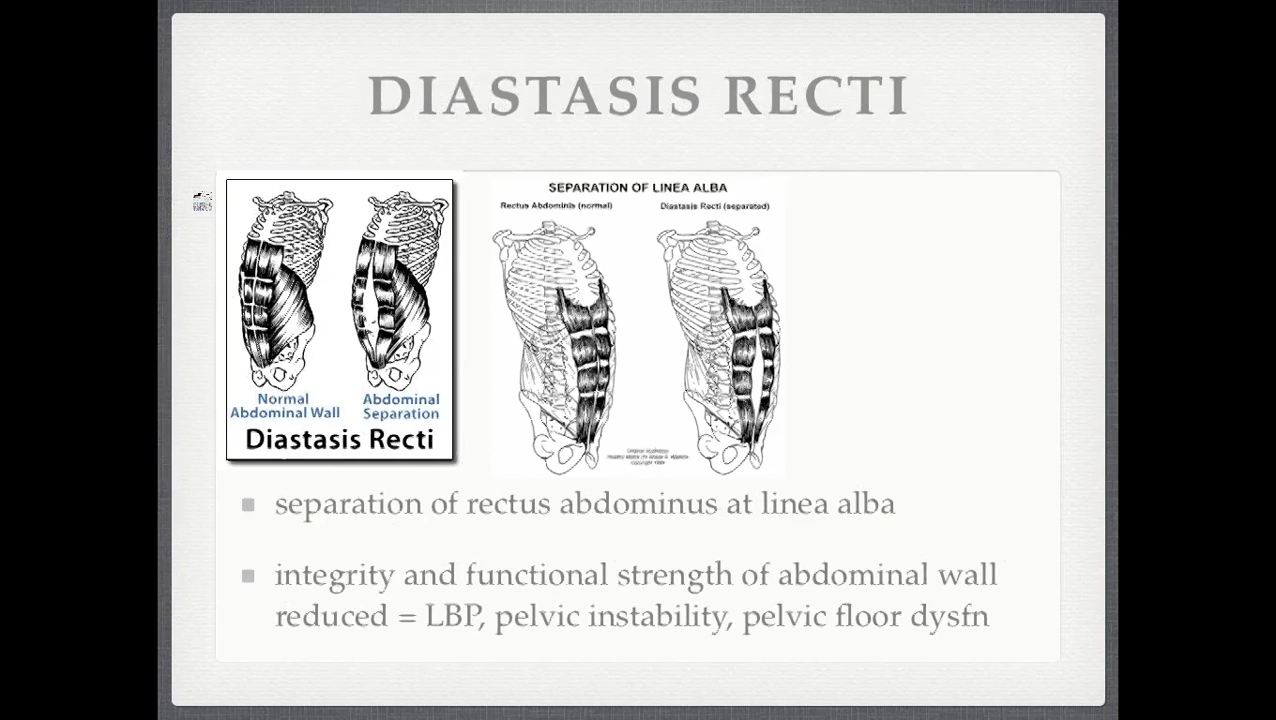 DIASTASIS RECTI
SEPARATION OF LINEA ALBA
Rectus Abdominis (normal)
Diastasis Recti (separated)
Normal
Abdominal Wall
Abdominal
Separation
Diastasis Recti
separation of rectus abdominus at linea alba
integrity and functional strength of abdominal wall
reduced = LBP, pelvic instability, pelvic floor dysfn